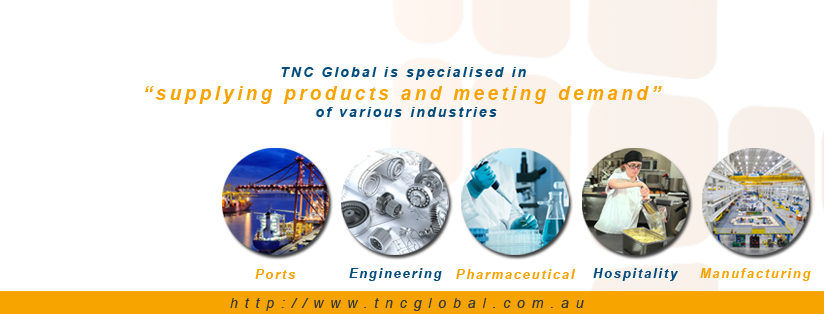 TNC Global is specialised in
“supplying products and meeting demand”
of various industries
Ports Engineering Pharmaceutical Hospitality Manufacturing
http://www.tncglobal.com.au